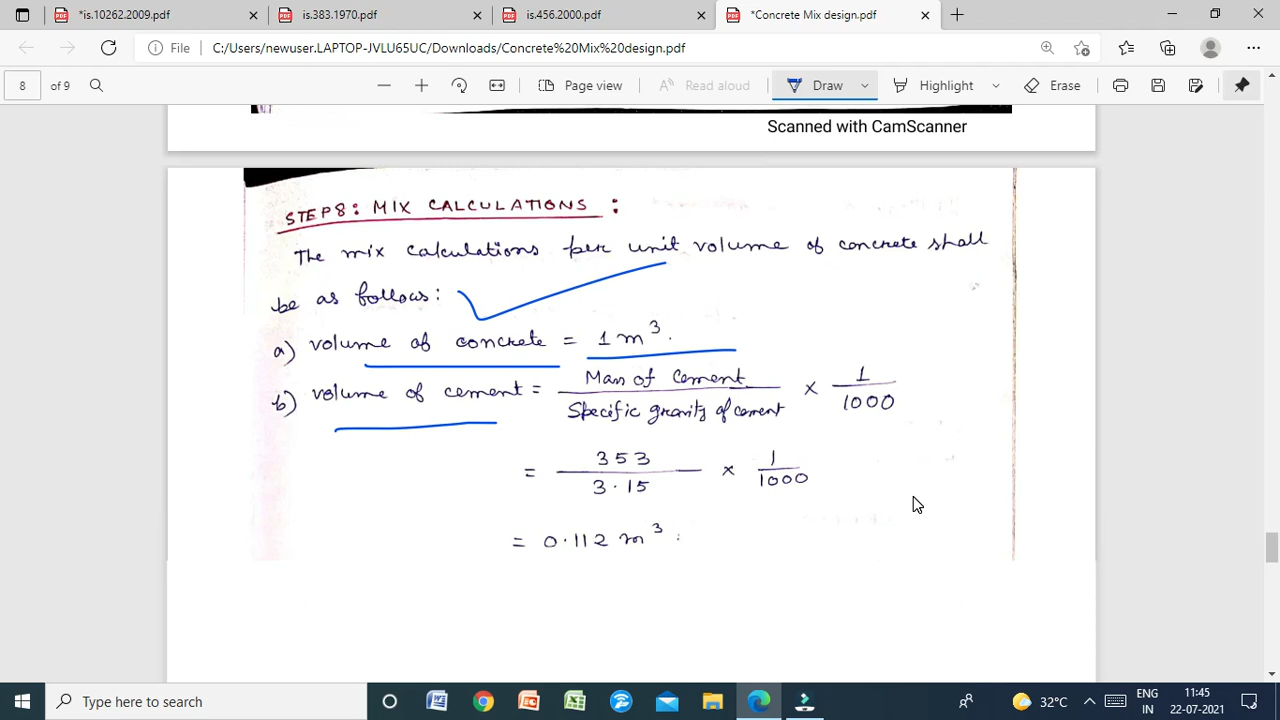 *is.10262.2009.pdf
is.383.1970.pdf
is.456.2000.pdf
*Concrete Mix design.pdf
File C:/Users/newuser.LAPTOP-JVLU65UC/Downloads/Concrete%20Mix%20design.pdf
8 of 9 Page view Read aloud Draw Highlight Erase
Scanned with CamScanner
STEP8: MIX CALCULATIONS :
The mix calculations per unit volume of concrete shall
be as follows:
a) volume of concrete = 1m³.
b) volume of cement = Mass of Cement / Specific gravity of cement × 1/1000
= 353/3.15 × 1/1000
= 0.112 m³.
Type here to search
32°C
ENG
IN
11:45
22-07-2021